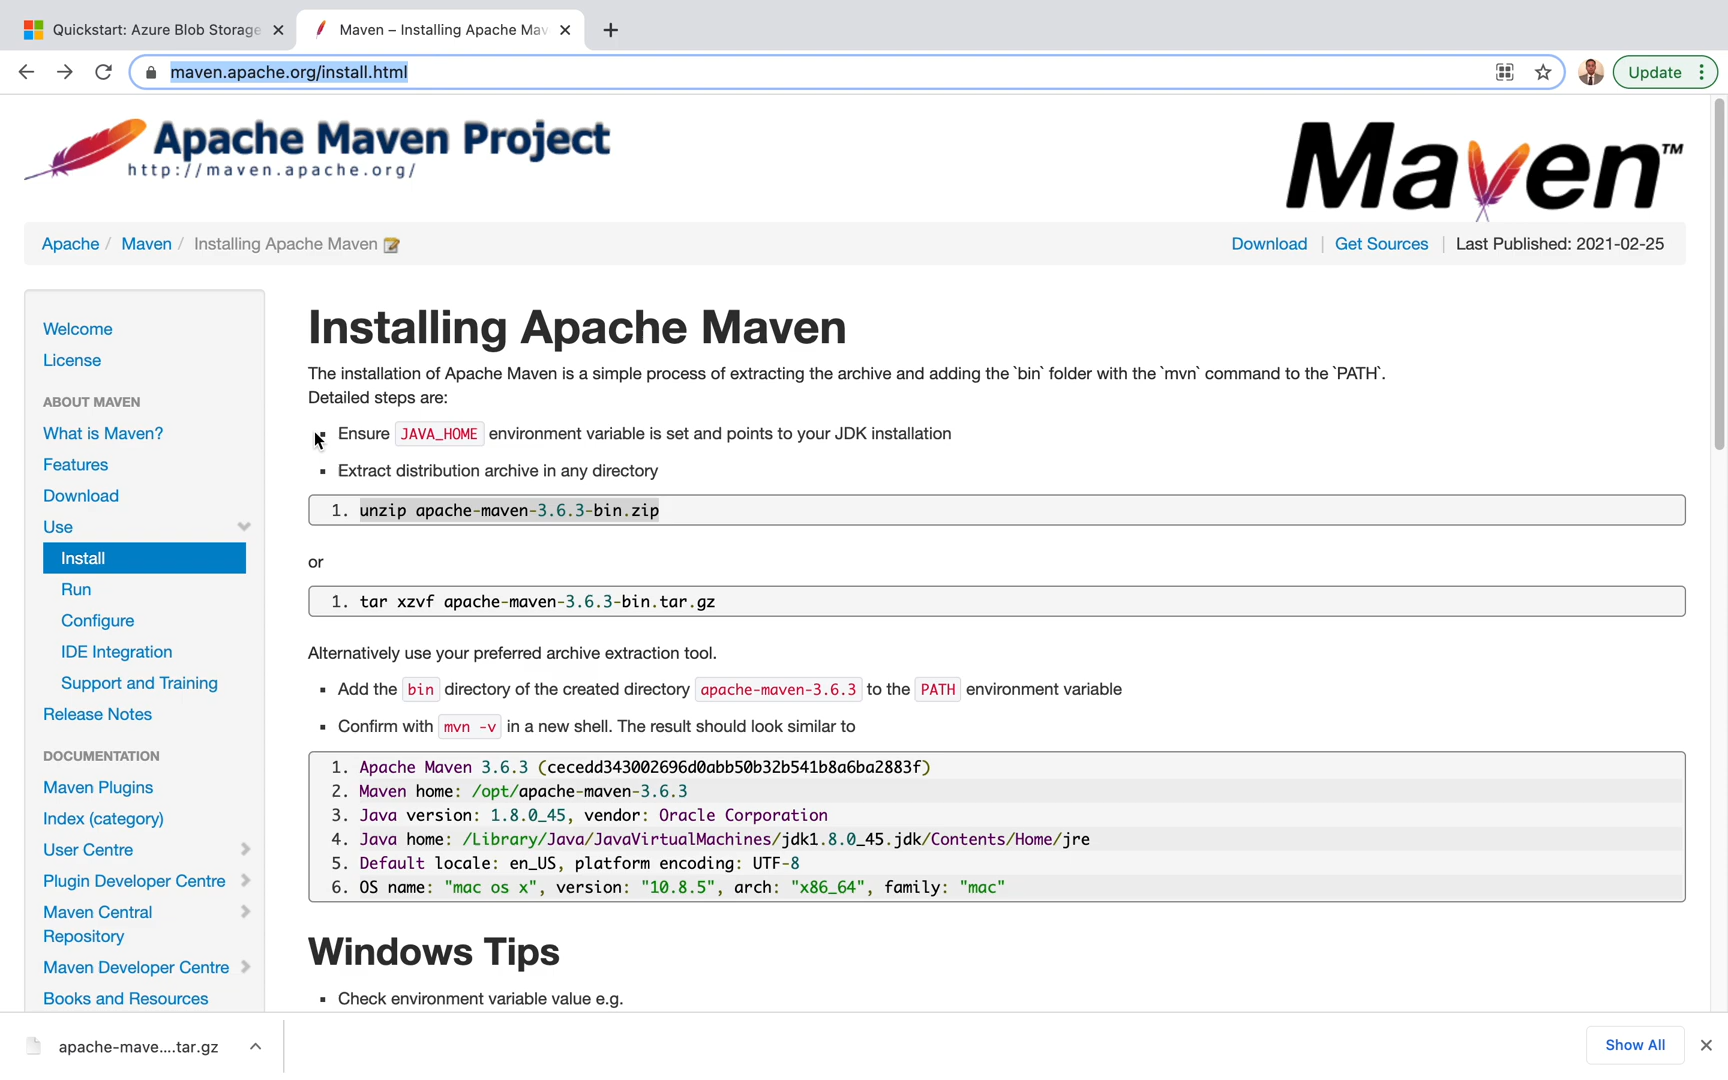 Quickstart: Azure Blob Storage
Maven – Installing Apache Mav
maven.apache.org/install.html
Update
Apache Maven Project
http://maven.apache.org/
Maven™
Apache / Maven / Installing Apache Maven
Download | Get Sources | Last Published: 2021-02-25
Welcome
License
ABOUT MAVEN
What is Maven?
Features
Download
Use
Install
Run
Configure
IDE Integration
Support and Training
Release Notes
DOCUMENTATION
Maven Plugins
Index (category)
User Centre
Plugin Developer Centre
Maven Central
Repository
Maven Developer Centre
Books and Resources
Installing Apache Maven
The installation of Apache Maven is a simple process of extracting the archive and adding the `bin` folder with the `mvn` command to the `PATH`.
Detailed steps are:
Ensure JAVA_HOME environment variable is set and points to your JDK installation
Extract distribution archive in any directory
1. unzip apache-maven-3.6.3-bin.zip
or
1. tar xzvf apache-maven-3.6.3-bin.tar.gz
Alternatively use your preferred archive extraction tool.
Add the bin directory of the created directory apache-maven-3.6.3 to the PATH environment variable
Confirm with mvn -v in a new shell. The result should look similar to
1. Apache Maven 3.6.3 (cecedd343002696d0abb50b32b541b8a6ba2883f)
2. Maven home: /opt/apache-maven-3.6.3
3. Java version: 1.8.0_45, vendor: Oracle Corporation
4. Java home: /Library/Java/JavaVirtualMachines/jdk1.8.0_45.jdk/Contents/Home/jre
5. Default locale: en_US, platform encoding: UTF-8
6. OS name: "mac os x", version: "10.8.5", arch: "x86_64", family: "mac"
Windows Tips
Check environment variable value e.g.
apache-mave....tar.gz
Show All